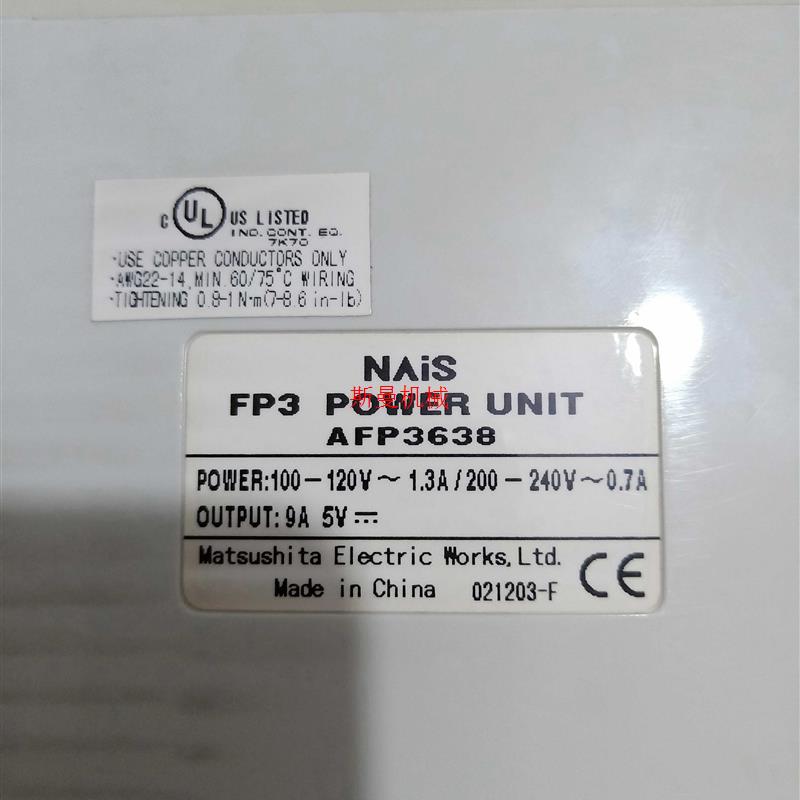 C UL US LISTED
IND. CONT. EQ.
7K70
·USE COPPER CONDUCTORS ONLY
·AWG22-14, MIN. 60/75°C WIRING
·TIGHTENING 0.8-1N·m(7-8.6 in-lb)
NAiS
斯曼机械
FP3 POWER UNIT
AFP3638
POWER:100-120V～ 1.3A/200-240V～0.7A
OUTPUT: 9A 5V⎓
Matsushita Electric Works, Ltd.
Made in China 021203-F CE